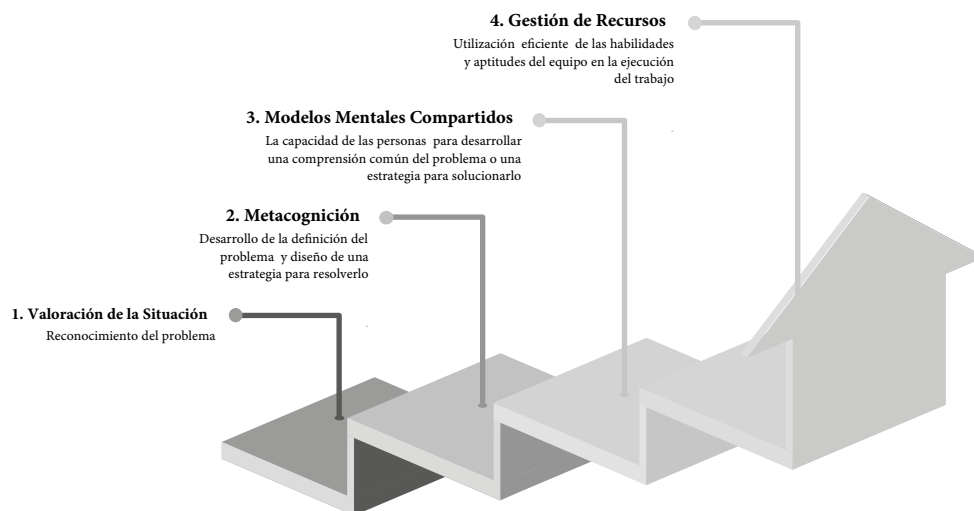 4. Gestión de Recursos
Utilización eficiente de las habilidades
y aptitudes del equipo en la ejecución
del trabajo
3. Modelos Mentales Compartidos
La capacidad de las personas para desarrollar
una comprensión común del problema o una
estrategia para solucionarlo
2. Metacognición
Desarrollo de la definición del
problema y diseño de una
estrategia para resolverlo
1. Valoración de la Situación
Reconocimiento del problema